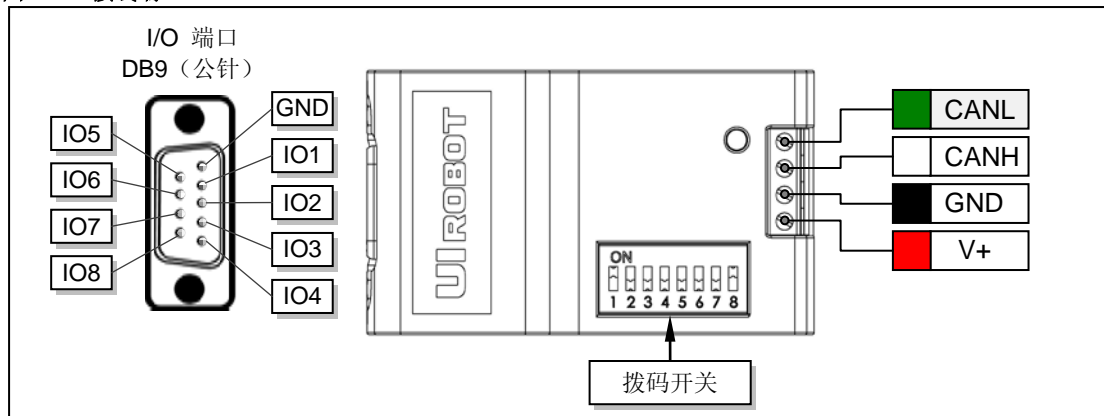 I/O 端口
DB9（公针）
GND
IO5
IO1
IO6
IO2
IO7
IO3
IO8
IO4
UIROBOT
ON
1 2 3 4 5 6 7 8
CANL
CANH
GND
V+
拨码开关